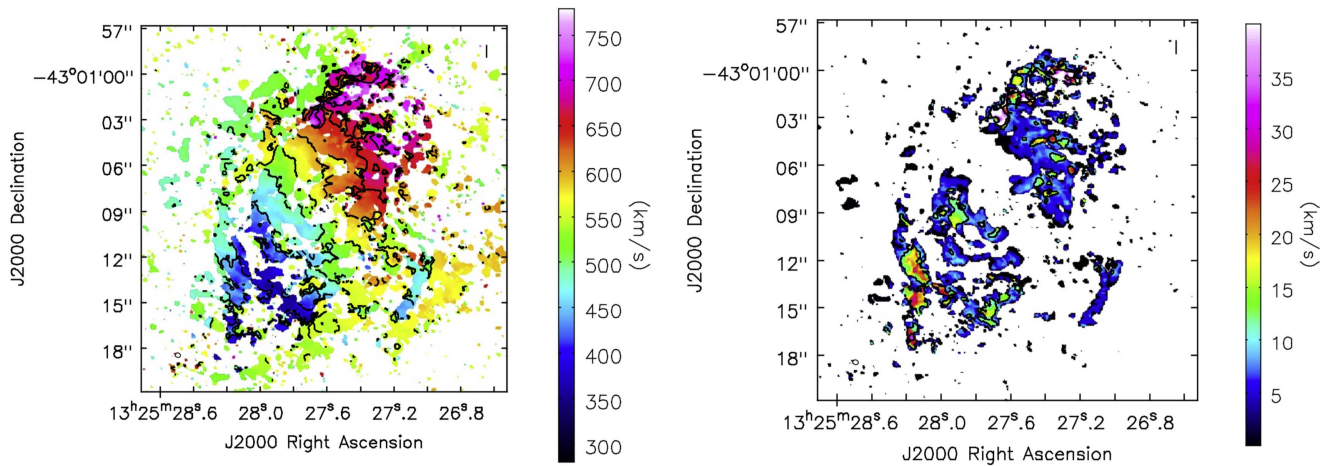 57"
−43°01'00"
03"
06"
09"
12"
15"
18"
J2000 Declination
13h25m28s.6
28s.0
27s.6
27s.2
26s.8
J2000 Right Ascension
750
700
650
600
550
500
450
400
350
300
(km/s)
57"
−43°01'00"
03"
06"
09"
12"
15"
18"
J2000 Declination
13h25m28s.6
28s.0
27s.6
27s.2
26s.8
J2000 Right Ascension
35
30
25
20
15
10
5
(km/s)